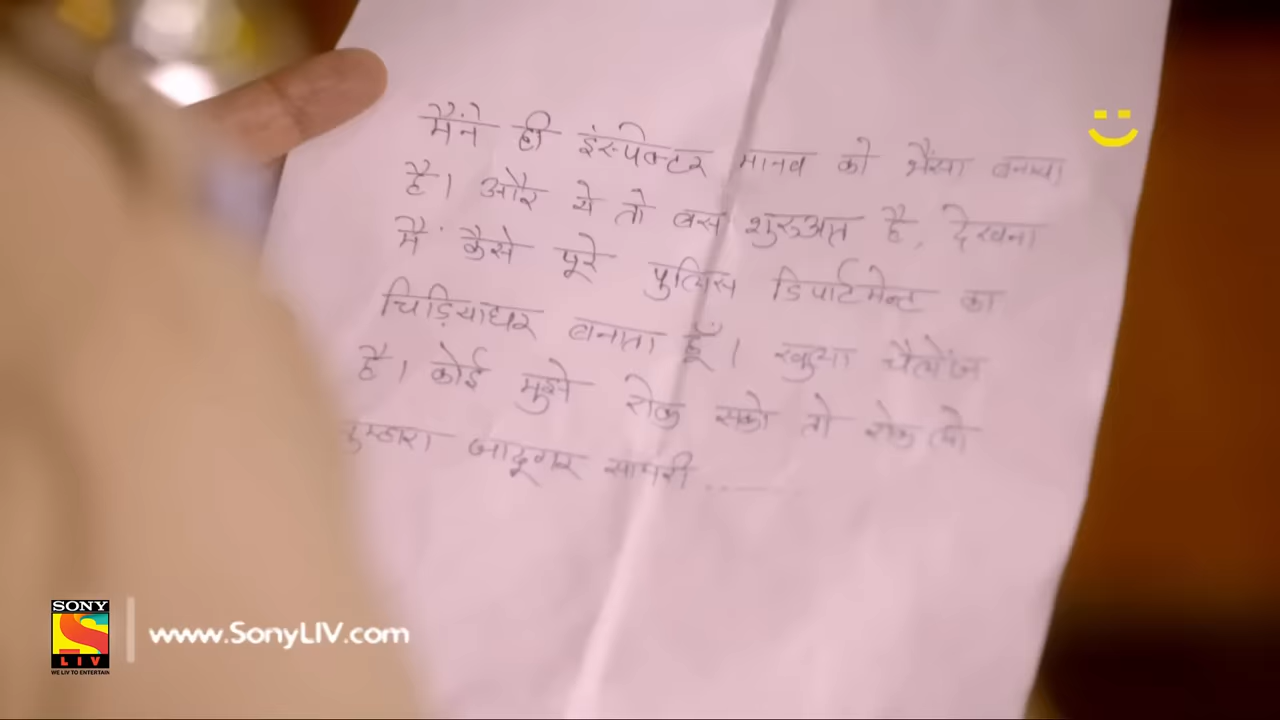 मैंने ही इंस्पेक्टर मानव को भैंसा बनाया
है। और ये तो बस शुरुआत है, देखना
मैं कैसे पूरे पुलिस डिपार्टमेन्ट का
चिड़ियाघर बनाता हूँ। खुला चैलेंज
है। कोई मुझे रोक सको तो रोक लो
तुम्हारा जादूगर सामरी.....
SONY
LIV
WE LIV TO ENTERTAIN
www.SonyLIV.com